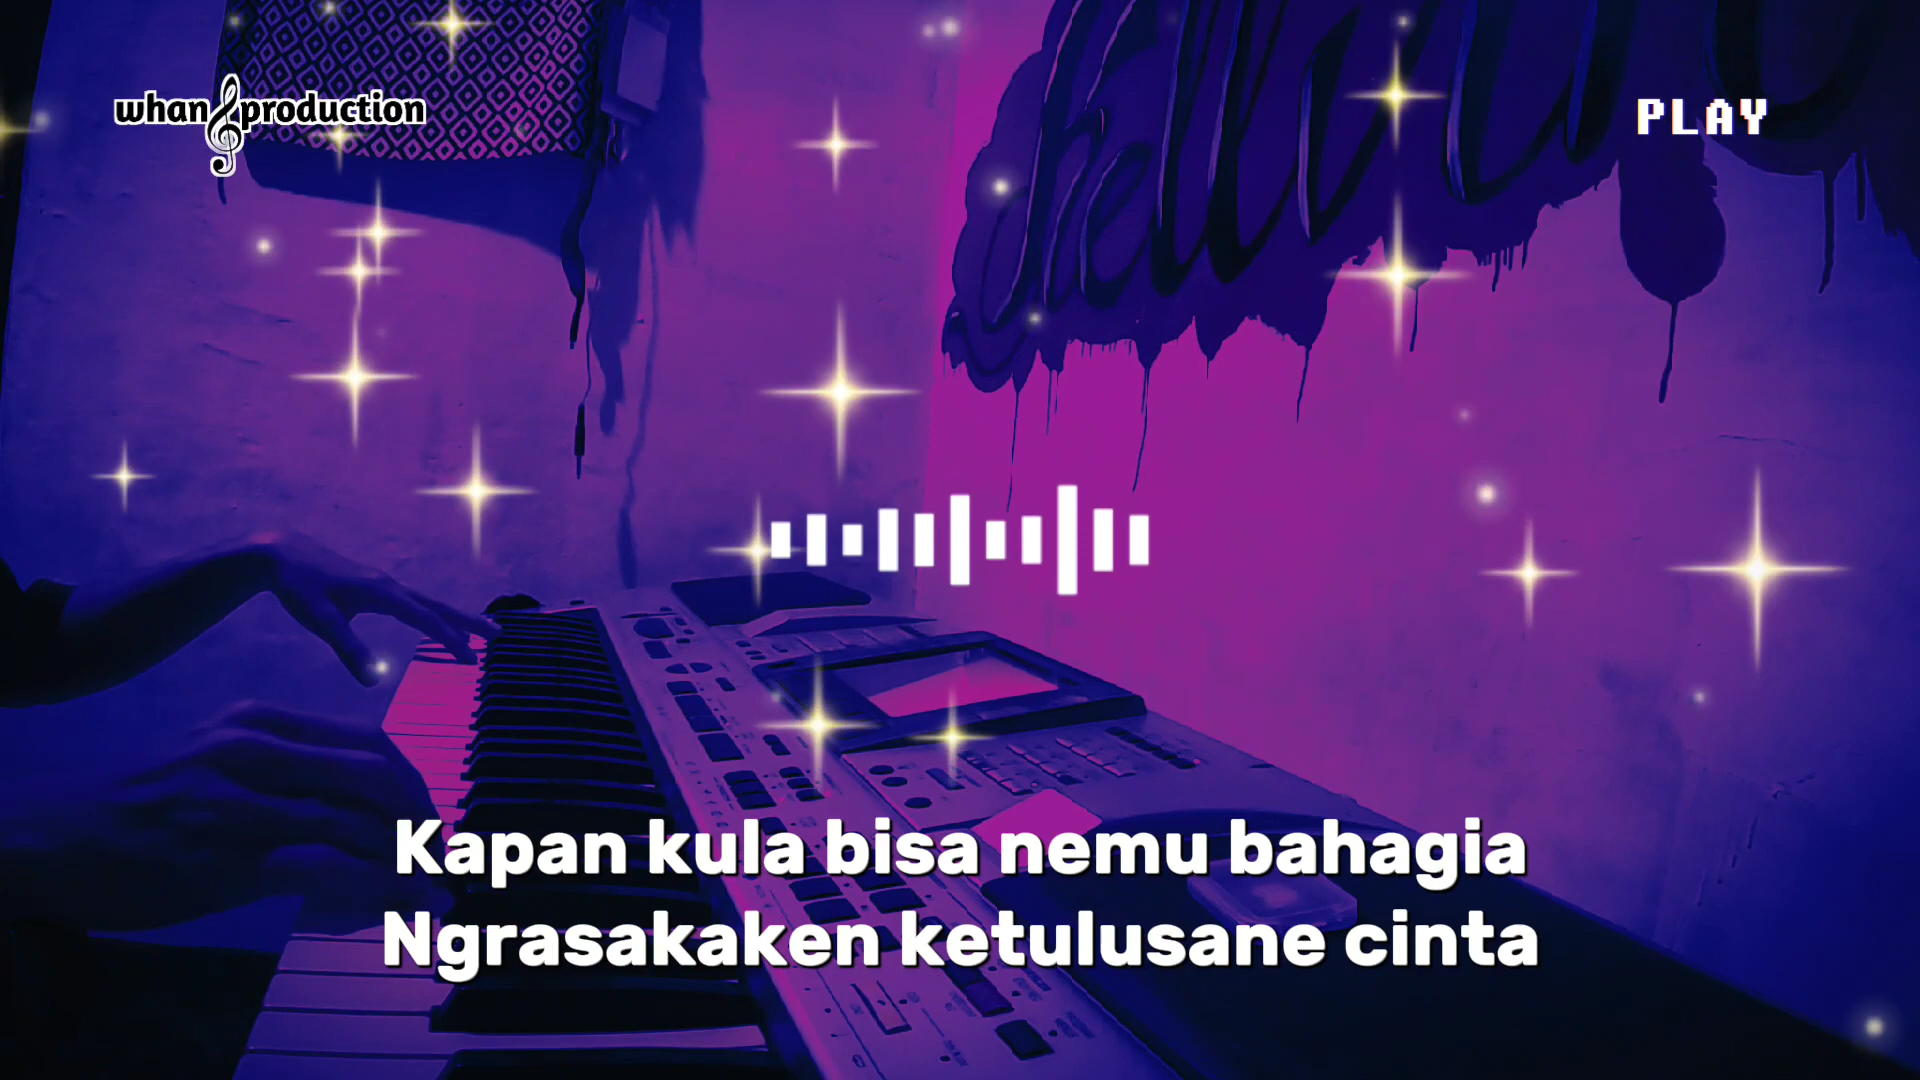 whan production
PLAY
Kapan kula bisa nemu bahagia
Ngrasakaken ketulusane cinta